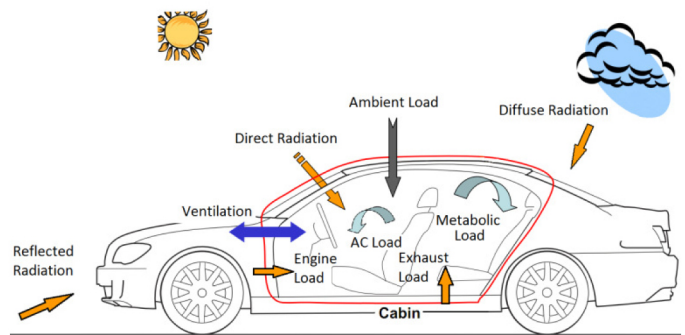 Ambient Load
Diffuse Radiation
Direct Radiation
Ventilation
Metabolic
Load
AC Load
Reflected
Radiation
Engine
Load
Exhaust
Load
Cabin